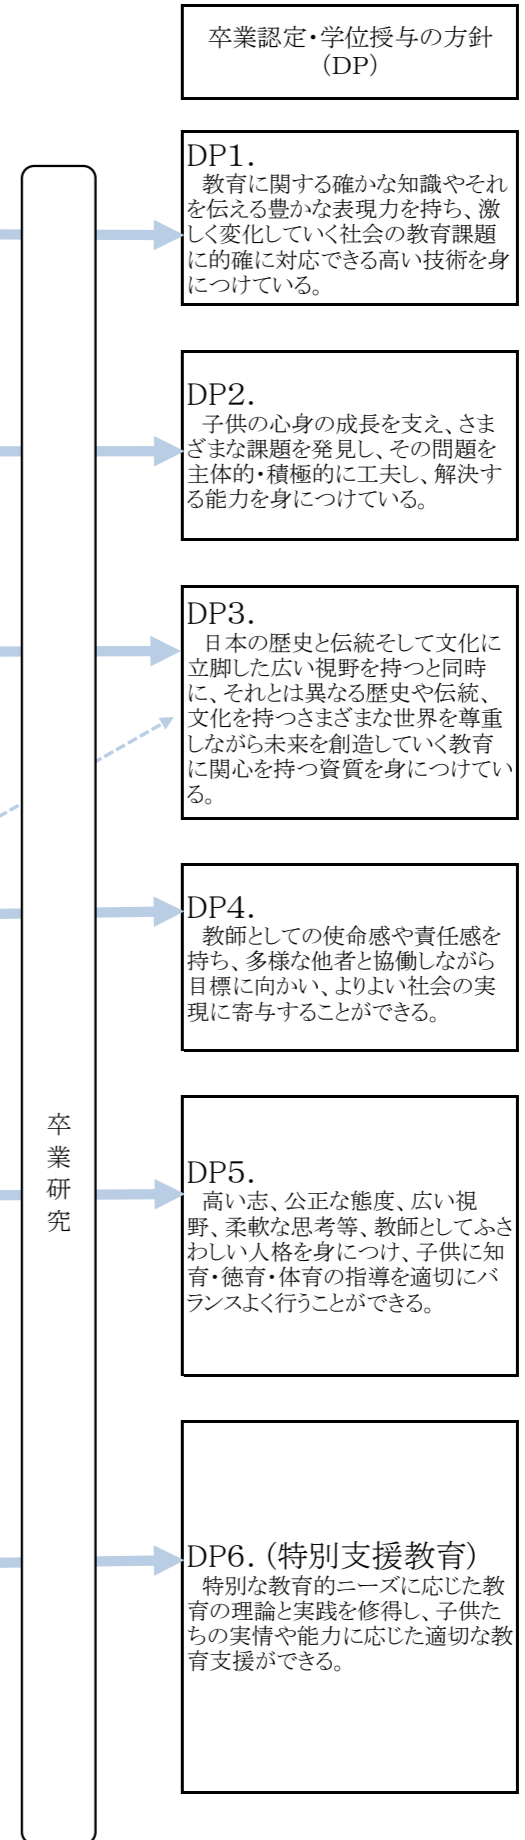 卒業認定・学位授与の方針
（DP）
DP1．
教育に関する確かな知識やそれ
を伝える豊かな表現力を持ち、激
しく変化していく社会の教育課題
に的確に対応できる高い技術を身
につけている。
DP2．
子供の心身の成長を支え、さま
ざまな課題を発見し、その問題を
主体的・積極的に工夫し、解決す
る能力を身につけている。
DP3．
日本の歴史と伝統そして文化に
立脚した広い視野を持つと同時
に、それとは異なる歴史や伝統、
文化を持つさまざまな世界を尊重
しながら未来を創造していく教育
に関心を持つ資質を身につけてい
る。
DP4．
教師としての使命感や責任感を
持ち、多様な他者と協働しながら
目標に向かい、よりよい社会の実
現に寄与することができる。
卒業研究
DP5．
高い志、公正な態度、広い視
野、柔軟な思考等、教師としてふさ
わしい人格を身につけ、子供に知
育・徳育・体育の指導を適切にバ
ランスよく行うことができる。
DP6．（特別支援教育）
特別な教育的ニーズに応じた教
育の理論と実践を修得し、子供た
ちの実情や能力に応じた適切な教
育支援ができる。